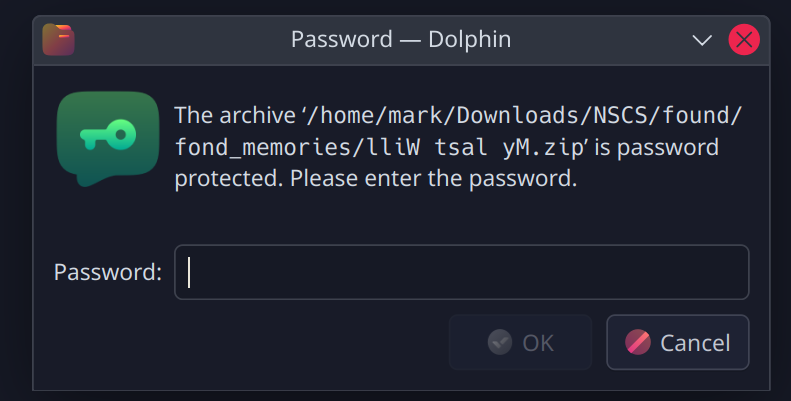 Password — Dolphin
The archive ‘/home/mark/Downloads/NSCS/found/
fond_memories/lliW tsal yM.zip’ is password
protected. Please enter the password.
Password:
OK
Cancel